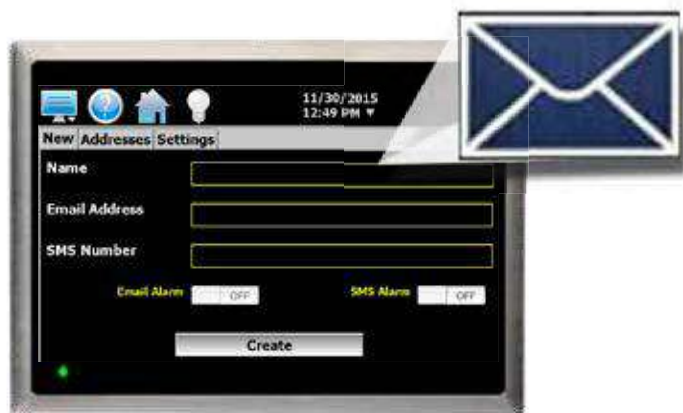 11/30/2015
12:49 PM ▼
New Addresses Settings
Name
Email Address
SMS Number
Email Alarm OFF SMS Alarm OFF
Create